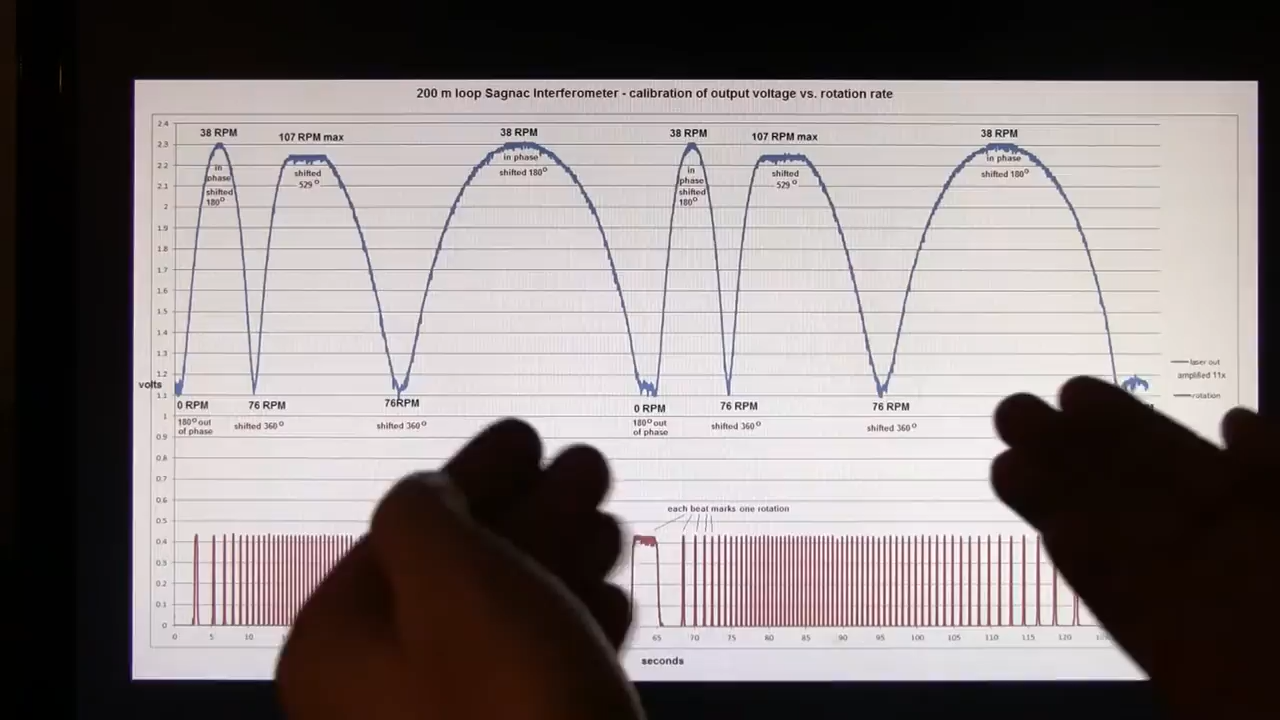 200 m loop Sagnac Interferometer - calibration of output voltage vs. rotation rate
2.4
2.3
2.2
2.1
2
1.9
1.8
1.7
1.6
1.5
1.4
1.3
1.2
1.1
1
0.9
0.8
0.7
0.6
0.5
0.4
0.3
0.2
0.1
0
volts
38 RPM
in
phase
shifted
180°
107 RPM max
shifted
529 °
38 RPM
in phase
shifted 180°
38 RPM
in
phase
shifted
180°
107 RPM max
shifted
529 °
38 RPM
in phase
shifted 180°
0 RPM
180° out
of phase
76 RPM
shifted 360 °
76RPM
shifted 360 °
0 RPM
180° out
of phase
76 RPM
shifted 360 °
76 RPM
shifted 360 °
laser out
amplified 11x
rotation
each beat marks one rotation
0 5 10 65 70 75 80 85 90 95 100 105 110 115 120
seconds